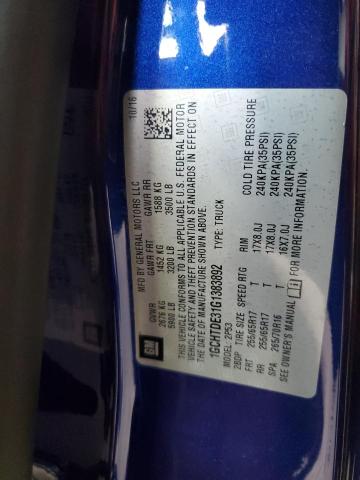 10/16
MFD BY GENERAL MOTORS LLC
GVWR GAWR FRT GAWR RR
2676 KG 1452 KG 1588 KG
5900 LB 3200 LB 3500 LB
THIS VEHICLE CONFORMS TO ALL APPLICABLE U.S. FEDERAL MOTOR
VEHICLE SAFETY AND THEFT PREVENTION STANDARDS IN EFFECT ON
THE DATE OF MANUFACTURE SHOWN ABOVE.
1GCHTDE31G1383892 TYPE: TRUCK
MODEL: 2P53
2BDP TIRE SIZE SPEED RTG RIM COLD TIRE PRESSURE
FRT 255/65R17 T 17X8.0J 240KPA(35PSI)
RR 255/65R17 T 17X8.0J 240KPA(35PSI)
SPA 265/70R16 T 16X7.0J 240KPA(35PSI)
SEE OWNER'S MANUAL FOR MORE INFORMATION.
GM